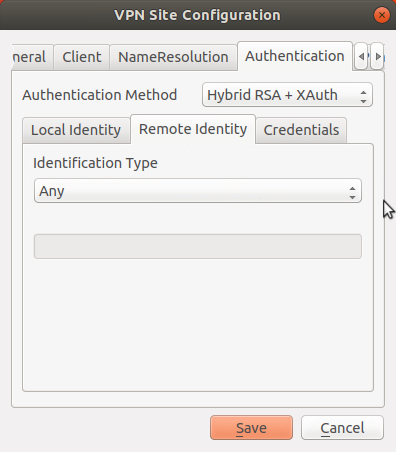 VPN Site Configuration
neral Client NameResolution Authentication
Authentication Method Hybrid RSA + XAuth
Local Identity Remote Identity Credentials
Identification Type
Any
Save Cancel